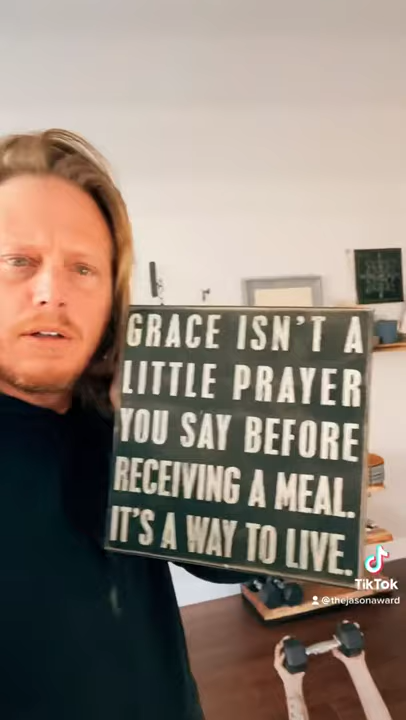 GRACE ISN'T A
LITTLE PRAYER
YOU SAY BEFORE
RECEIVING A MEAL.
IT'S A WAY TO LIVE.
TikTok
@thejasonaward